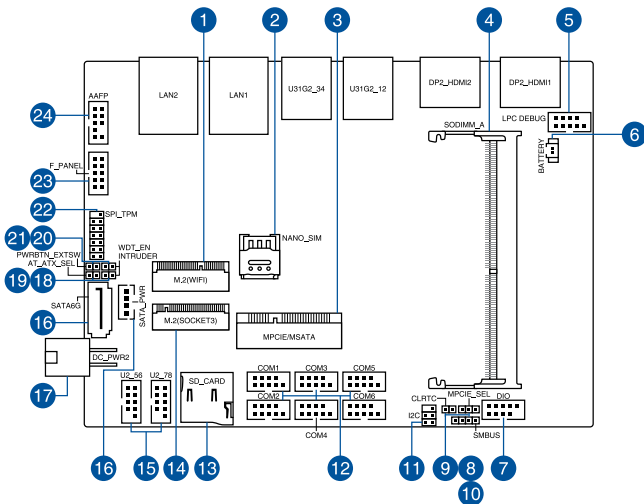 1 2 3 4 5
LAN2 LAN1 U31G2_34 U31G2_12 DP2_HDMI2 DP2_HDMI1
AAFP
24
LPC DEBUG
SODIMM_A
6
BATTERY
F_PANEL
23
22
SPI_TPM
21 20
WDT_EN
NANO_SIM
PWRBTN_EXTSW INTRUDER
AT_ATX_SEL
19 18
M.2(WIFI)
SATA6G
SATA_PWR
16
M.2(SOCKET3)
MPCIE/MSATA
DC_PWR2
17
U2_56 U2_78
SD_CARD
COM1 COM3 COM5
CLRTC
MPCIE_SEL
DIO
COM2 COM6
I2C
COM4
SMBUS
16 15 14 13 12 11 9 8 7
10